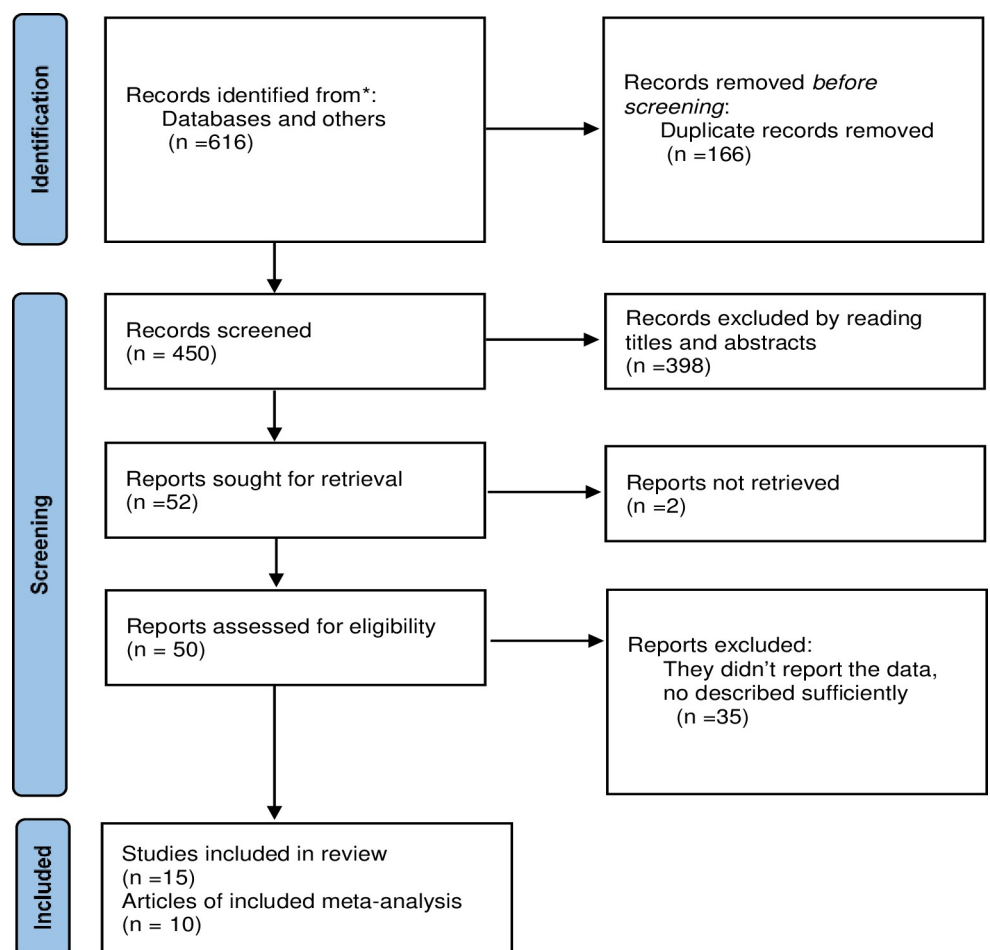 Identification
Records identified from*:
Databases and others
(n =616)
Records removed before
screening:
Duplicate records removed
(n =166)
Screening
Records screened
(n = 450)
Records excluded by reading
titles and abstracts
(n =398)
Reports sought for retrieval
(n =52)
Reports not retrieved
(n =2)
Reports assessed for eligibility
(n = 50)
Reports excluded:
They didn’t report the data,
no described sufficiently
(n =35)
Included
Studies included in review
(n =15)
Articles of included meta-analysis
(n = 10)